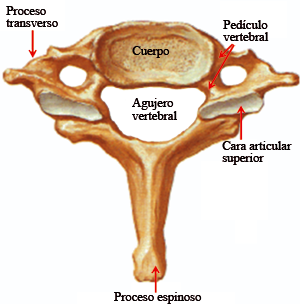 Proceso
transverso
Pedículo
vertebral
Cuerpo
Agujero
vertebral
Cara articular
superior
Proceso espinoso